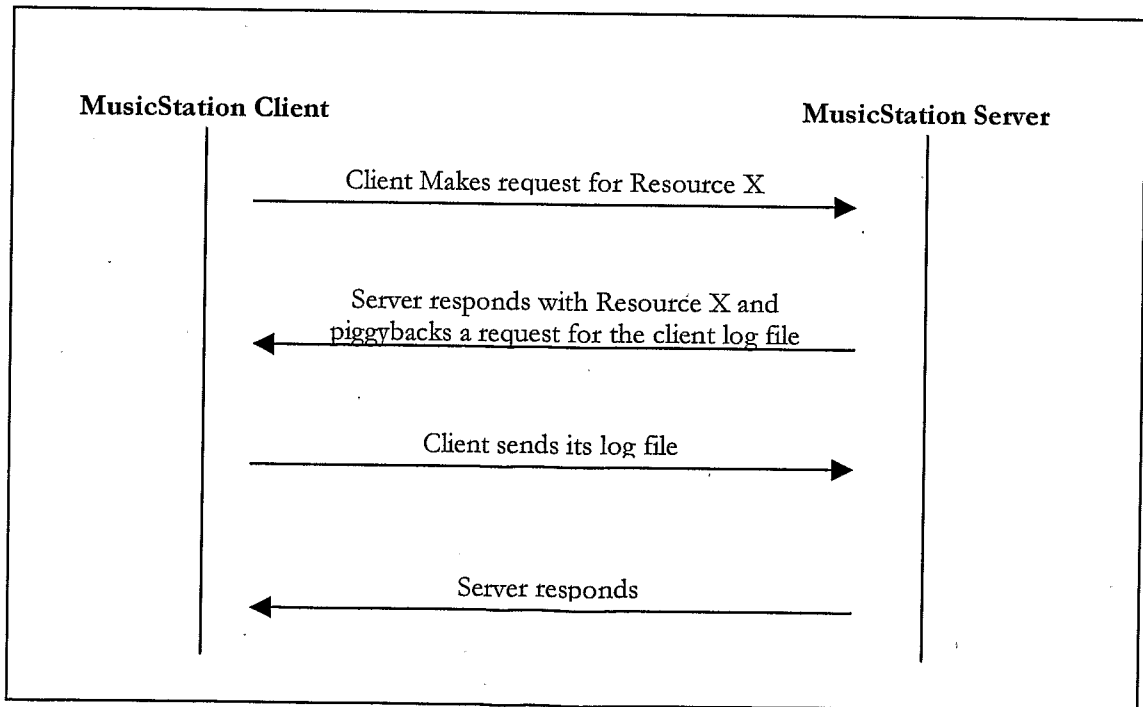 MusicStation Client
MusicStation Server
Client Makes request for Resource X
Server responds with Resource X and
piggybacks a request for the client log file
Client sends its log file
Server responds